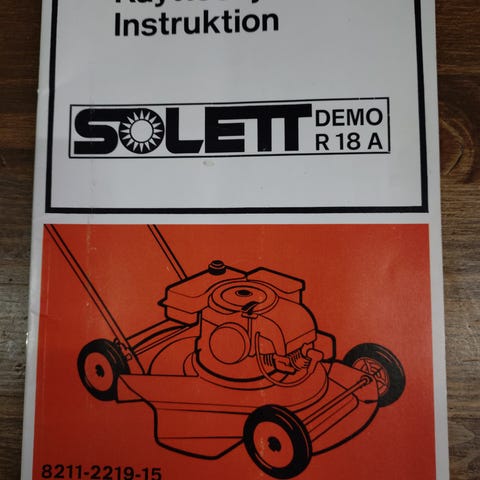 Instruktion
SOLETT
DEMO
R 18 A
8211-2219-15